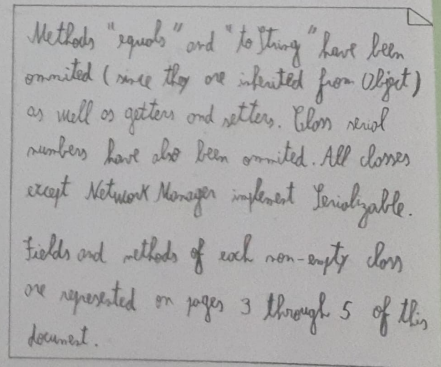 Methods "equals" and "toString" have been
ommited (since they are inherited from Object)
as well as getters and setters. Class serial
numbers have also been ommited. All classes
except Network Manager implement Serializable.
Fields and methods of each non-empty class
are represented on pages 3 through 5 of this
document.